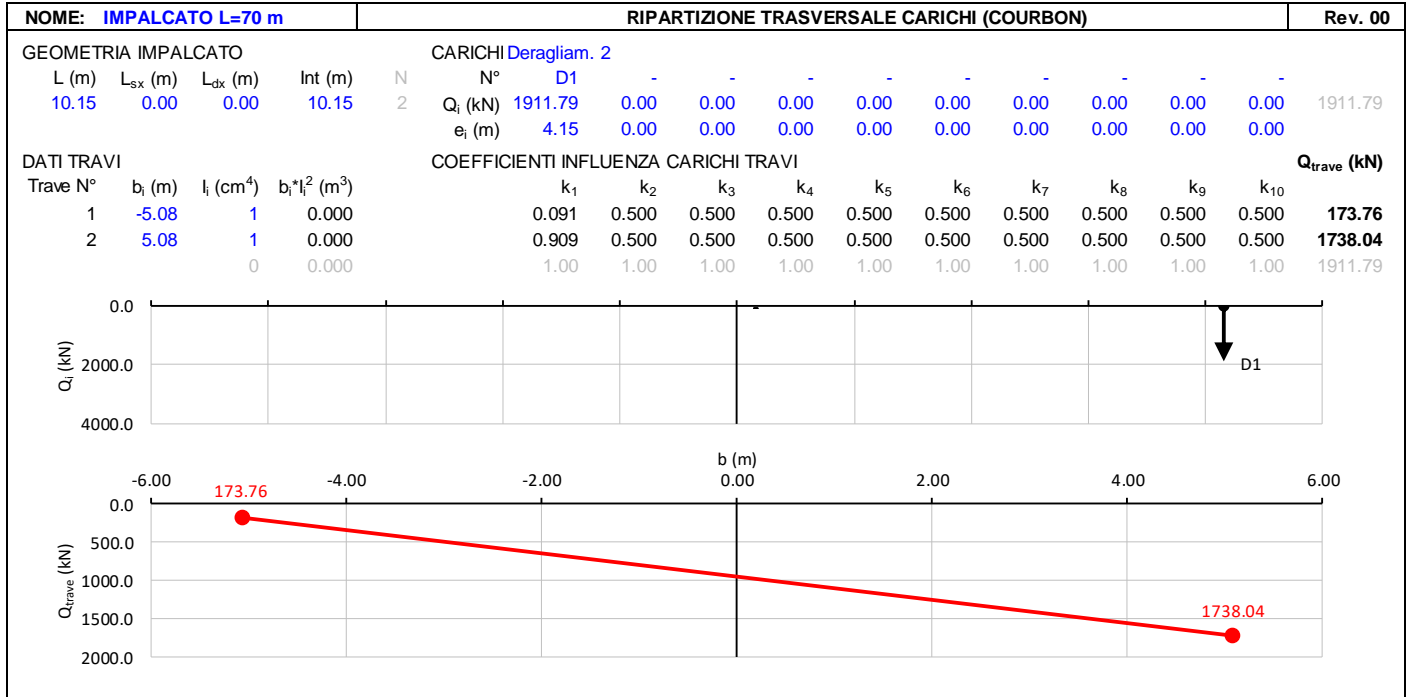 NOME: IMPALCATO L=70 m RIPARTIZIONE TRASVERSALE CARICHI (COURBON) Rev. 00
GEOMETRIA IMPALCATO CARICHI Deragliam. 2
L (m) Lsx (m) Ldx (m) Int (m) N N° D1 - - - - - - - - -
10.15 0.00 0.00 10.15 2 Qi (kN) 1911.79 0.00 0.00 0.00 0.00 0.00 0.00 0.00 0.00 0.00 1911.79
ei (m) 4.15 0.00 0.00 0.00 0.00 0.00 0.00 0.00 0.00 0.00
DATI TRAVI COEFFICIENTI INFLUENZA CARICHI TRAVI Qtrave (kN)
Trave N° bi (m) Ii (cm4) bi*Ii2 (m3) k1 k2 k3 k4 k5 k6 k7 k8 k9 k10
1 -5.08 1 0.000 0.091 0.500 0.500 0.500 0.500 0.500 0.500 0.500 0.500 0.500 173.76
2 5.08 1 0.000 0.909 0.500 0.500 0.500 0.500 0.500 0.500 0.500 0.500 0.500 1738.04
0 0.000 1.00 1.00 1.00 1.00 1.00 1.00 1.00 1.00 1.00 1.00 1911.79
0.0
2000.0
4000.0
Qi (kN)
D1
b (m)
-6.00 -4.00 -2.00 0.00 2.00 4.00 6.00
173.76
0.0
500.0
1000.0
1500.0
2000.0
Qtrave (kN)
1738.04